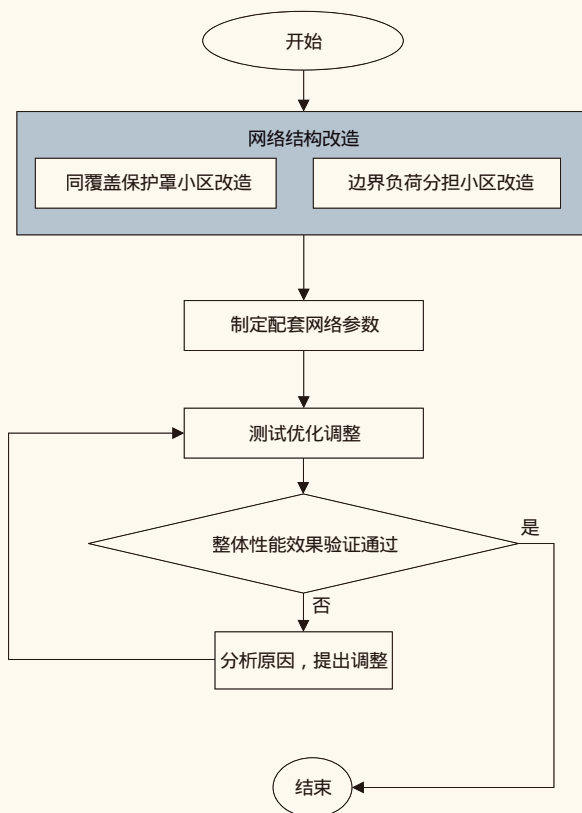 开始
网络结构改造
同覆盖保护罩小区改造
边界负荷分担小区改造
制定配套网络参数
测试优化调整
整体性能效果验证通过
是
否
分析原因，提出调整
结束